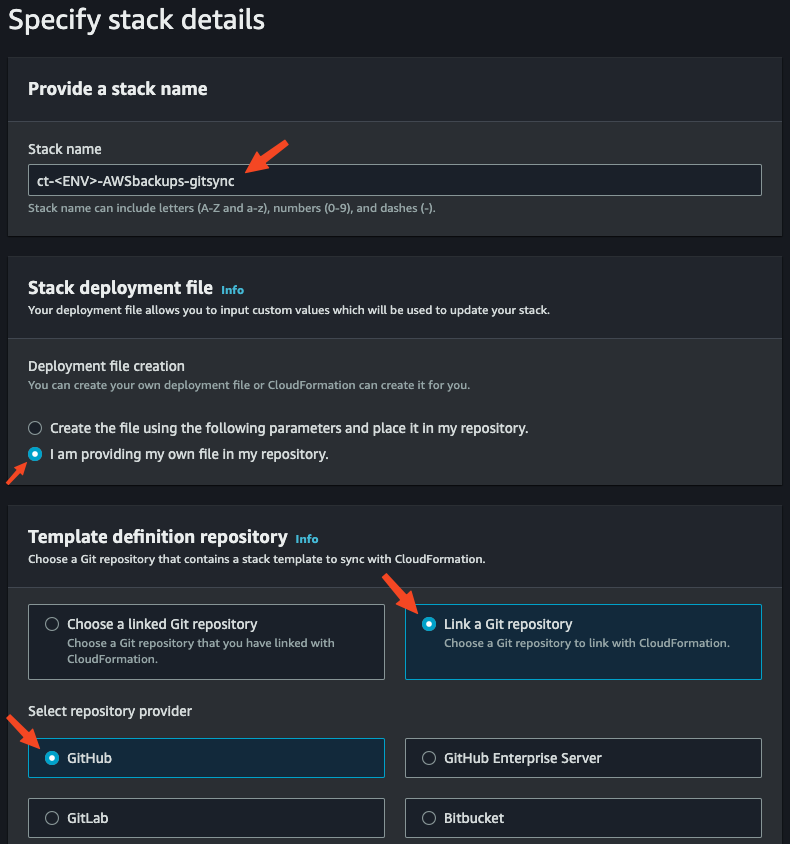 Specify stack details
Provide a stack name
Stack name
ct-<ENV>-AWSbackups-gitsync
Stack name can include letters (A-Z and a-z), numbers (0-9), and dashes (-).
Stack deployment file Info
Your deployment file allows you to input custom values which will be used to update your stack.
Deployment file creation
You can create your own deployment file or CloudFormation can create it for you.
Create the file using the following parameters and place it in my repository.
I am providing my own file in my repository.
Template definition repository Info
Choose a Git repository that contains a stack template to sync with CloudFormation.
Choose a linked Git repository
Choose a Git repository that you have linked with
CloudFormation.
Link a Git repository
Choose a Git repository to link with CloudFormation.
Select repository provider
GitHub
GitHub Enterprise Server
GitLab
Bitbucket